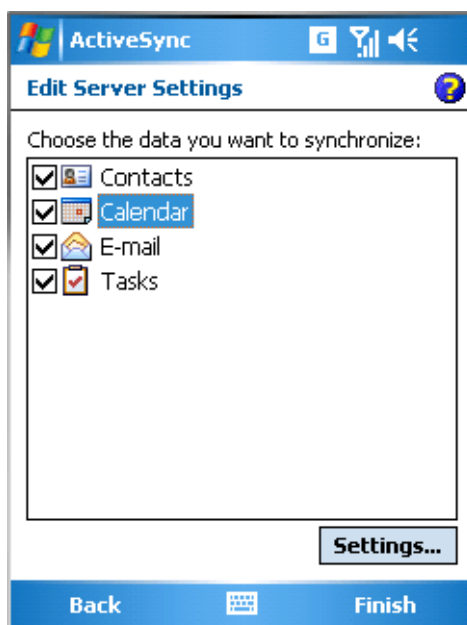 ActiveSync G
Edit Server Settings ?
Choose the data you want to synchronize:
Contacts
Calendar
E-mail
Tasks
Settings...
Back Finish